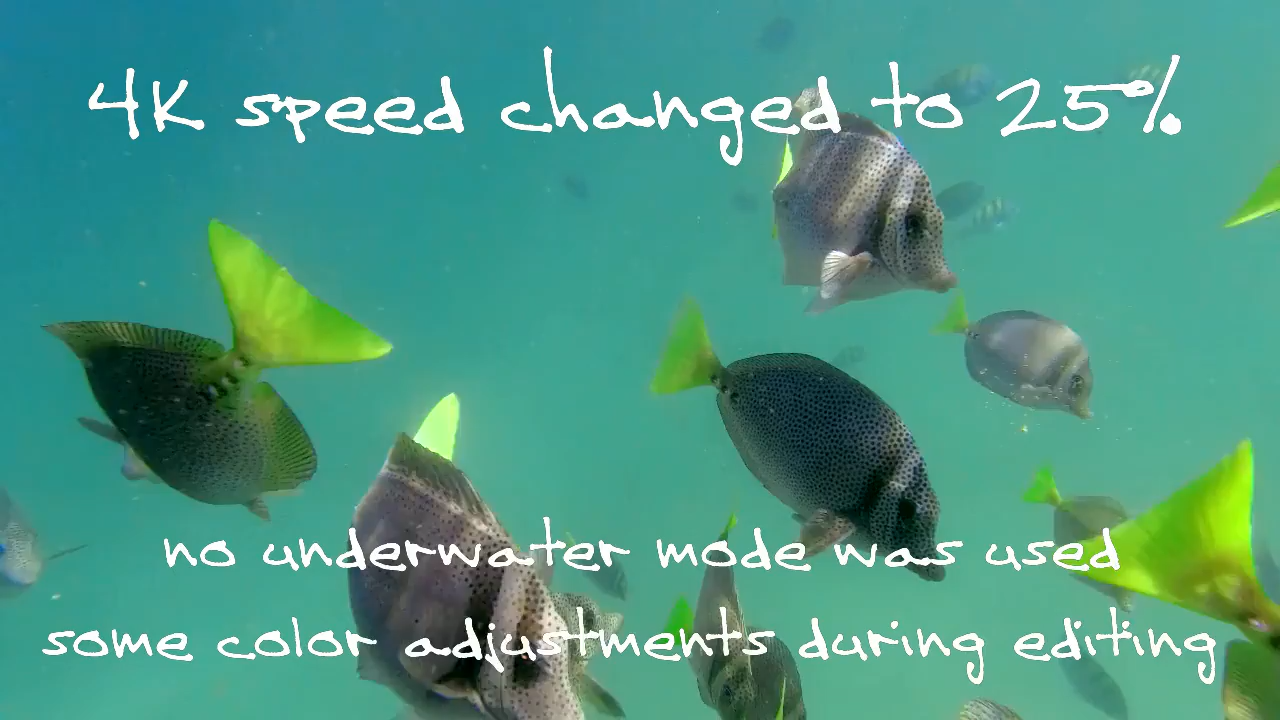 4K speed changed to 25%
no underwater mode was used
some color adjustments during editing